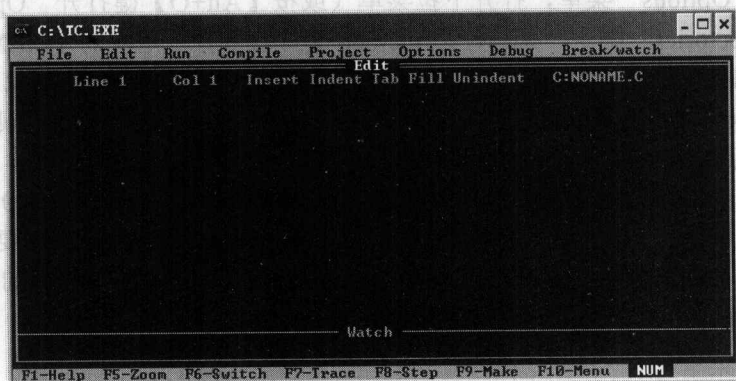 C:\TC.EXE
File Edit Run Compile Project Options Debug Break/watch
Edit
Line 1 Col 1 Insert Indent Tab Fill Unindent C:NONAME.C
Watch
F1-Help F5-Zoom F6-Switch F7-Trace F8-Step F9-Make F10-Menu NUM